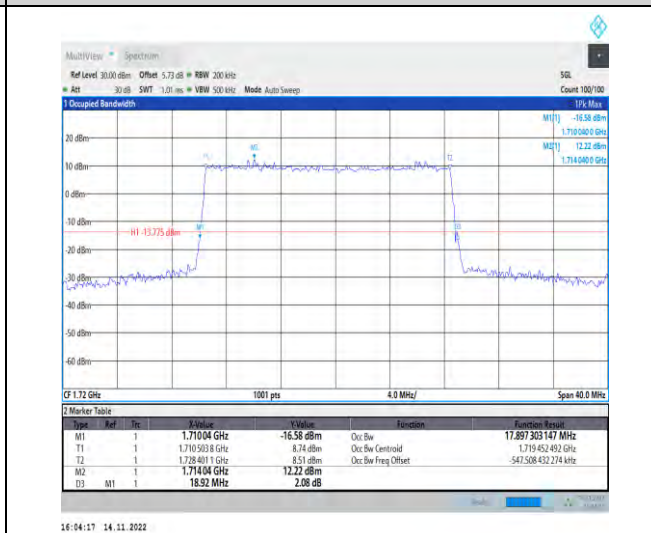 MultiView Spectrum
Ref Level 30.00 dBm Offset 5.73 dB RBW 200 kHz SGL
Att 30 dB SWT 1.01 ms VBW 500 kHz Mode Auto Sweep Count 100/100
1 Occupied Bandwidth 1Pk Max
M1[1] -16.58 dBm
1.710 040 0 GHz
M2[1] 12.22 dBm
1.714 040 0 GHz
20 dBm
M2
T2
10 dBm
0 dBm
-10 dBm
M1
H1 -13.775 dBm
-20 dBm
-30 dBm
-40 dBm
-50 dBm
-60 dBm
CF 1.72 GHz 1001 pts 4.0 MHz/ Span 40.0 MHz
2 Marker Table
Type Ref Trc X-Value Y-Value Function Function Result
M1 1 1.71004 GHz -16.58 dBm Occ Bw 17.897 303 147 MHz
T1 1 1.710 503 8 GHz 8.74 dBm Occ Bw Centroid 1.719 452 492 GHz
T2 1 1.728 401 1 GHz 8.51 dBm Occ Bw Freq Offset -547.508 432 274 kHz
M2 1 1.71404 GHz 12.22 dBm
D3 M1 1 18.92 MHz 2.08 dB
16:04:17 14.11.2022